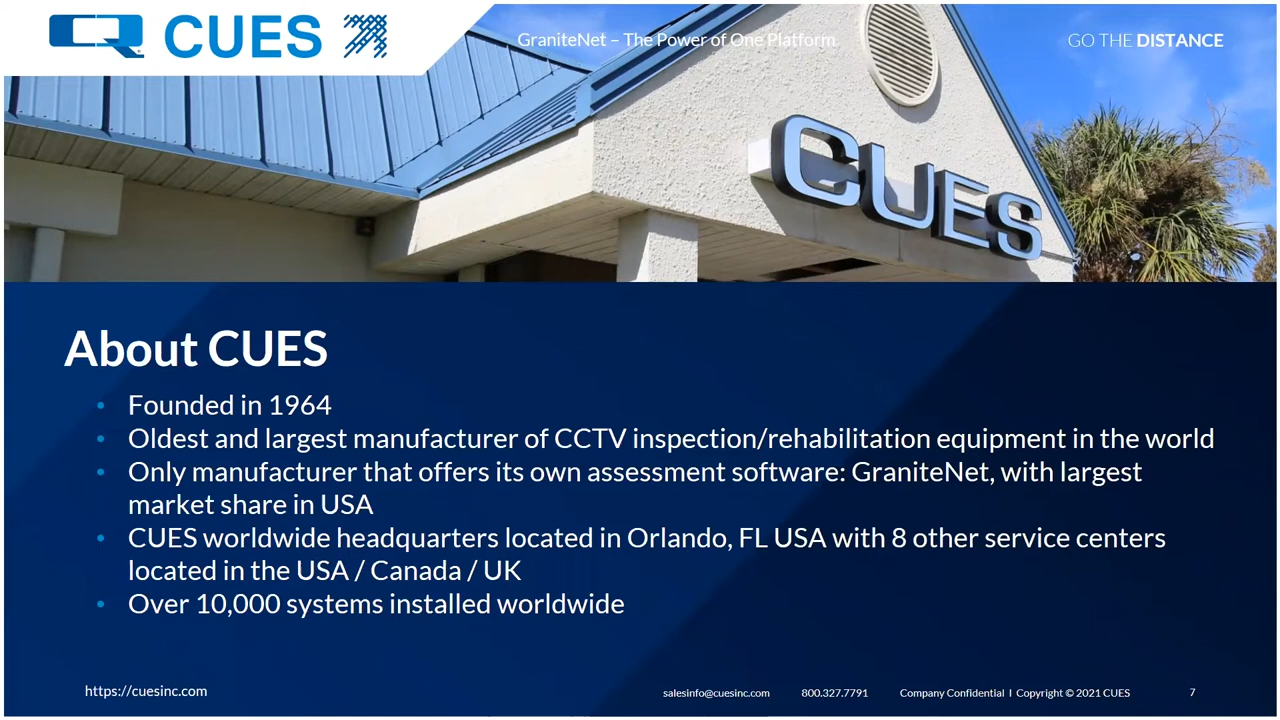 CUES
GraniteNet – The Power of One Platform
GO THE DISTANCE
CUES
About CUES
• Founded in 1964
• Oldest and largest manufacturer of CCTV inspection/rehabilitation equipment in the world
• Only manufacturer that offers its own assessment software: GraniteNet, with largest
market share in USA
• CUES worldwide headquarters located in Orlando, FL USA with 8 other service centers
located in the USA / Canada / UK
• Over 10,000 systems installed worldwide
https://cuesinc.com
salesinfo@cuesinc.com 800.327.7791 Company Confidential I Copyright © 2021 CUES 7